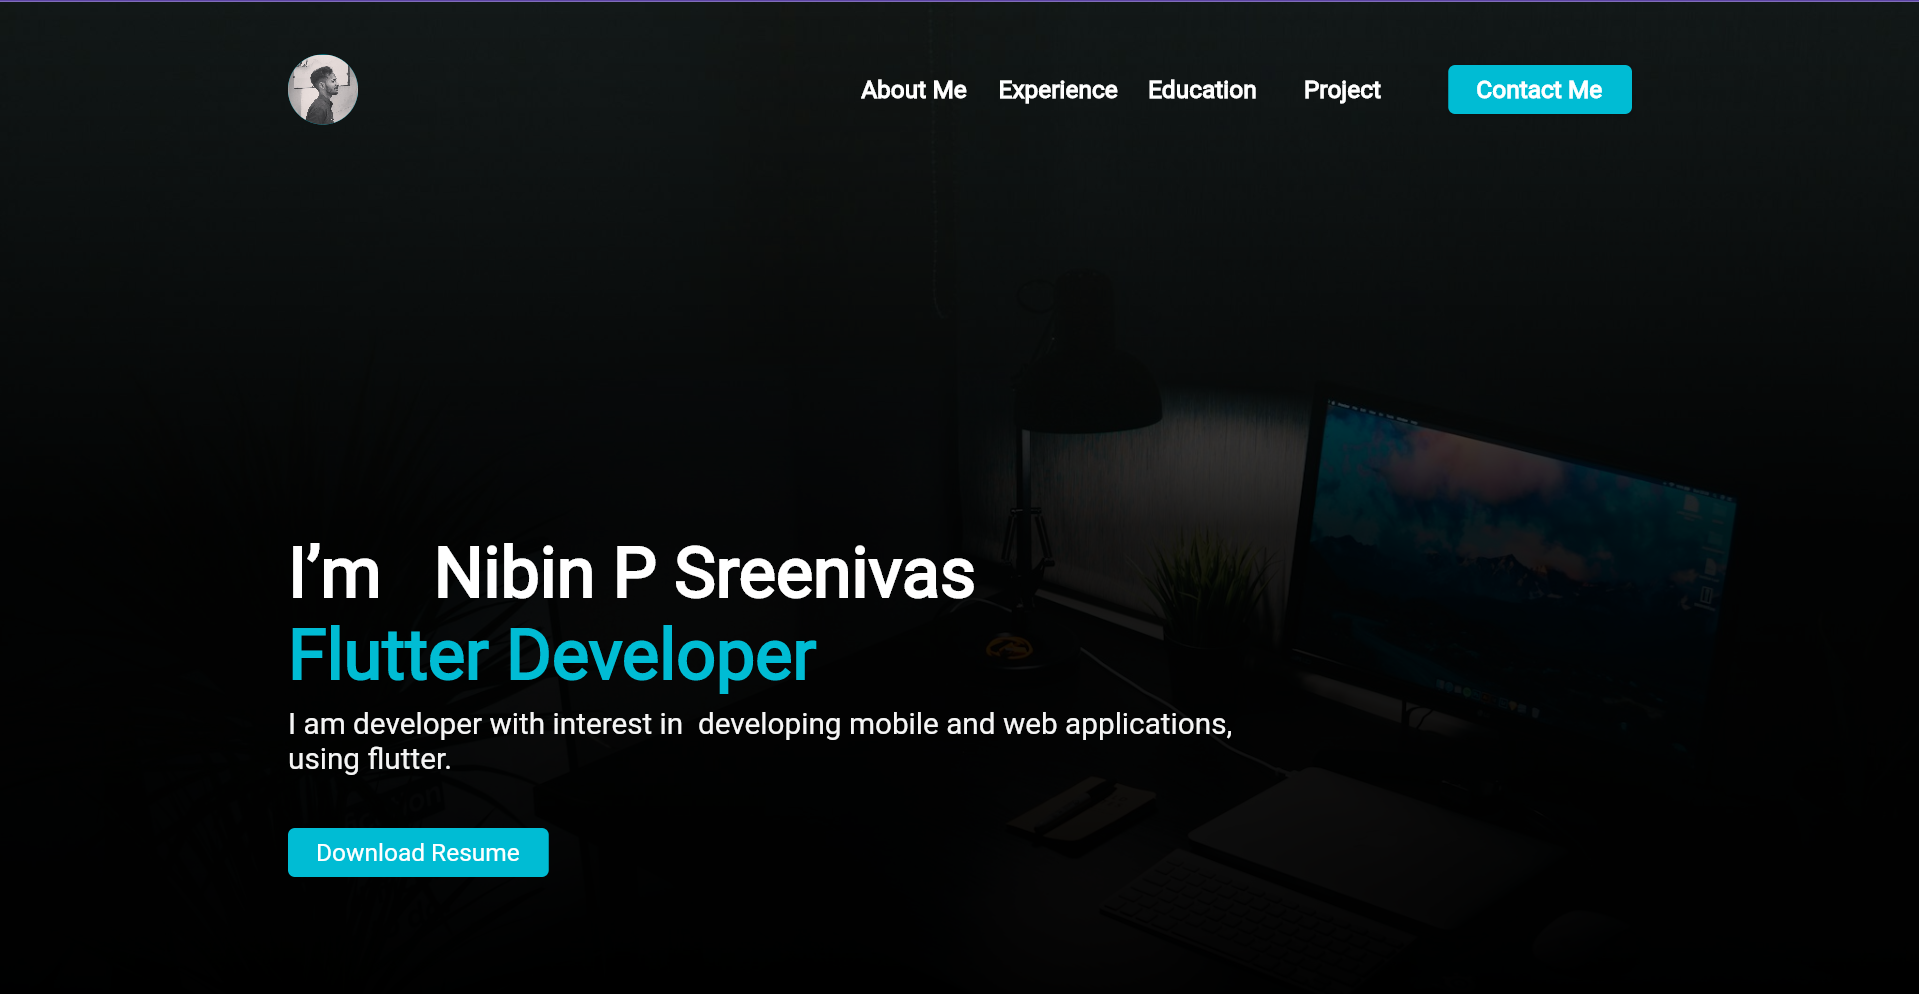 About Me Experience Education Project Contact Me
I’m Nibin P Sreenivas
Flutter Developer
I am developer with interest in developing mobile and web applications,
using flutter.
Download Resume